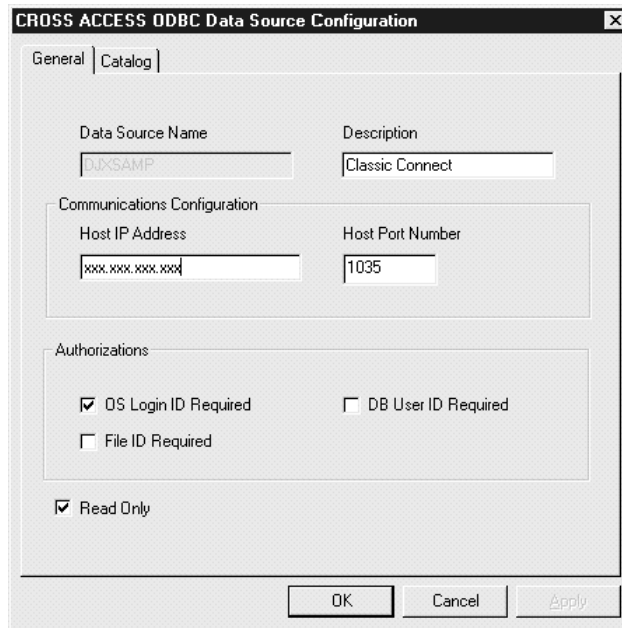 CROSS ACCESS ODBC Data Source Configuration
General Catalog
Data Source Name Description
DJXSAMP Classic Connect
Communications Configuration
Host IP Address Host Port Number
xxx.xxx.xxx.xxx 1035
Authorizations
OS Login ID Required DB User ID Required
File ID Required
Read Only
OK Cancel Apply